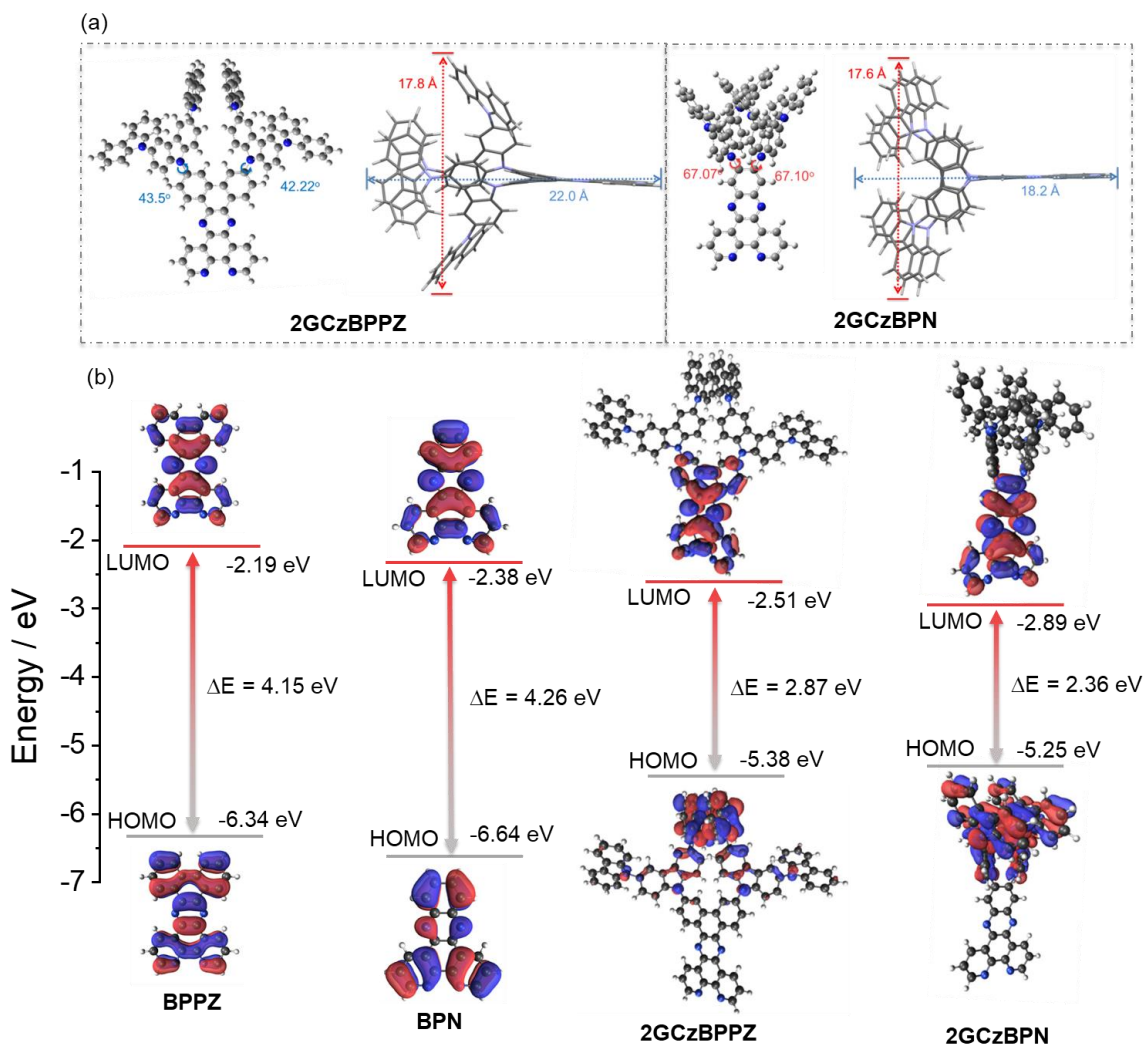 (a)
17.8 Å
43.5°
42.22°
22.0 Å
2GCzBPPZ
17.6 Å
67.07°
67.10°
18.2 Å
2GCzBPN
(b)
Energy / eV
-1
-2
-3
-4
-5
-6
-7
LUMO
-2.19 eV
ΔE = 4.15 eV
HOMO
-6.34 eV
BPPZ
LUMO
-2.38 eV
ΔE = 4.26 eV
HOMO
-6.64 eV
BPN
LUMO
-2.51 eV
ΔE = 2.87 eV
HOMO
-5.38 eV
2GCzBPPZ
LUMO
-2.89 eV
ΔE = 2.36 eV
HOMO
-5.25 eV
2GCzBPN